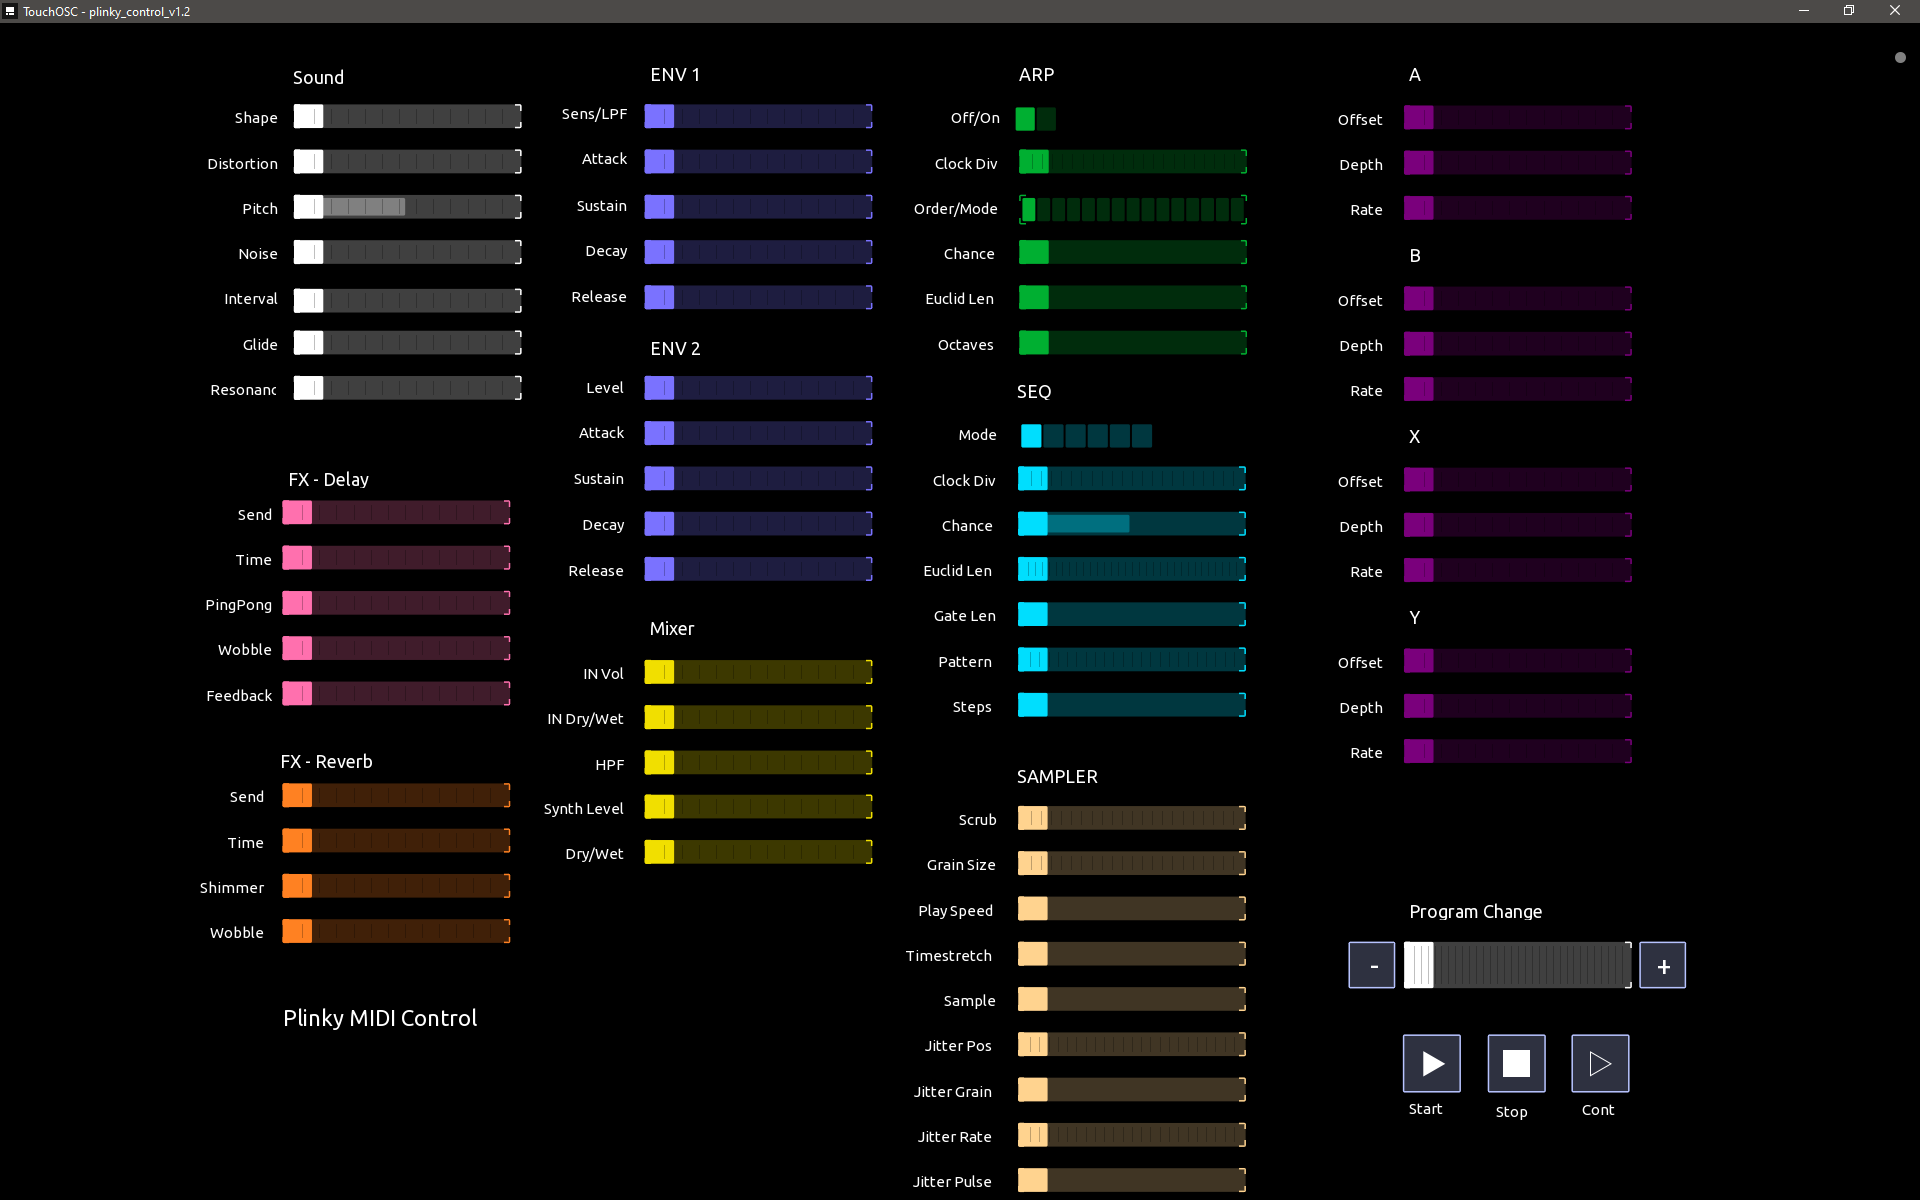 TouchOSC - plinky_control_v1.2
Sound
Shape
Distortion
Pitch
Noise
Interval
Glide
Resonanc
FX - Delay
Send
Time
PingPong
Wobble
Feedback
FX - Reverb
Send
Time
Shimmer
Wobble
Plinky MIDI Control
ENV 1
Sens/LPF
Attack
Sustain
Decay
Release
ENV 2
Level
Attack
Sustain
Decay
Release
Mixer
IN Vol
IN Dry/Wet
HPF
Synth Level
Dry/Wet
ARP
Off/On
Clock Div
Order/Mode
Chance
Euclid Len
Octaves
SEQ
Mode
Clock Div
Chance
Euclid Len
Gate Len
Pattern
Steps
SAMPLER
Scrub
Grain Size
Play Speed
Timestretch
Sample
Jitter Pos
Jitter Grain
Jitter Rate
Jitter Pulse
A
Offset
Depth
Rate
B
Offset
Depth
Rate
X
Offset
Depth
Rate
Y
Offset
Depth
Rate
Program Change
- +
Start Stop Cont